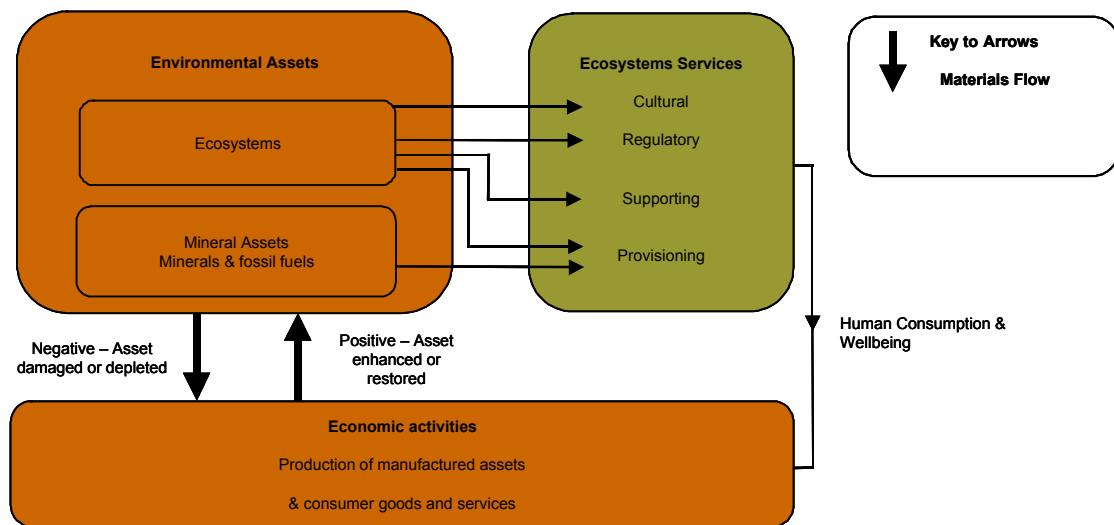 Environmental Assets
Ecosystems
Mineral Assets
Minerals & fossil fuels
Ecosystems Services
Cultural
Regulatory
Supporting
Provisioning
Key to Arrows
Materials Flow
Human Consumption &
Wellbeing
Negative – Asset
damaged or depleted
Positive – Asset
enhanced or
restored
Economic activities
Production of manufactured assets
& consumer goods and services